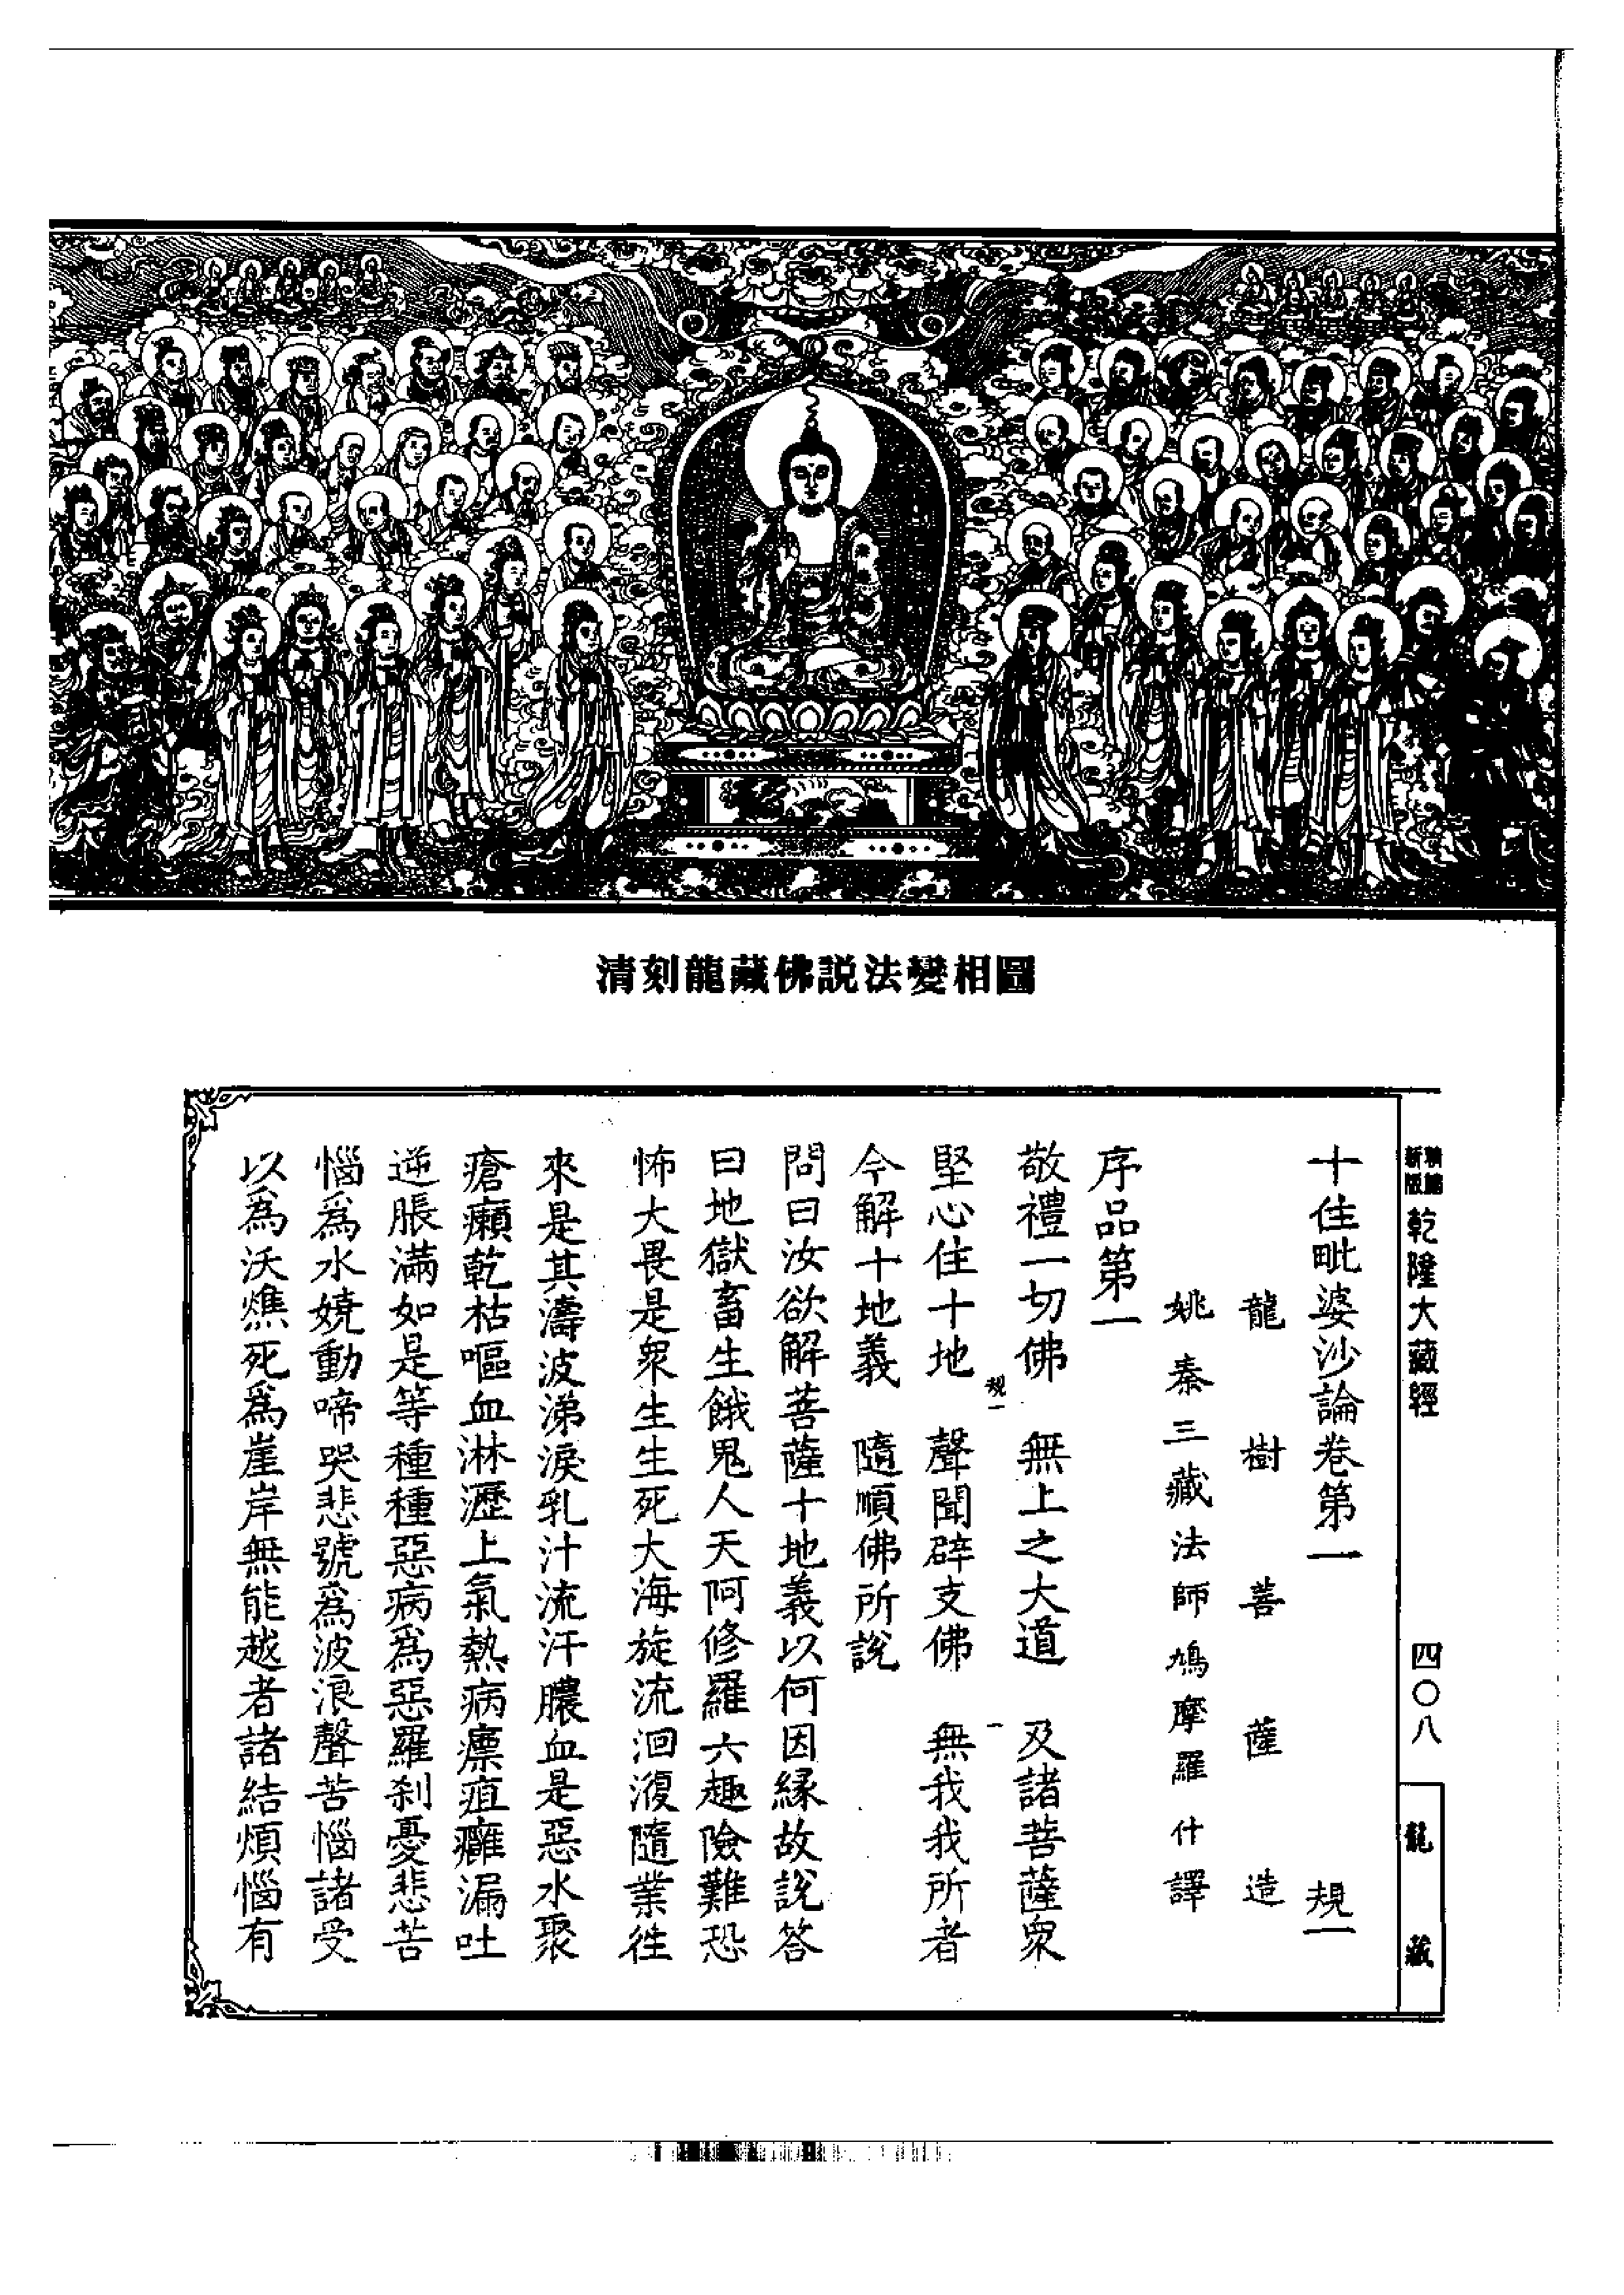 清刻龍藏佛説法變相圖
新版
精縮
乾隆大藏經
四〇八
龍藏
十住毗婆沙論卷第一 規一
龍樹菩薩造
姚秦三藏法師鳩摩羅什譯
序品第一
敬禮一切佛 無上之大道 及諸菩薩衆
規一 一
堅心住十地 聲聞辟支佛 無我我所者
今解十地義 隨順佛所説
問曰汝欲解菩薩十地義以何因緣故説答
曰地獄畜生餓鬼人天阿修羅六趣險難恐
怖大畏是衆生生死大海旋流洄澓隨業往
來是其濤波涕淚乳汁流汗膿血是惡水聚
瘡癩乾枯嘔血淋瀝上氣熱病瘭疽癰漏吐
逆脹滿如是等種種惡病爲惡羅刹憂悲苦
惱爲水嬈動啼哭悲號爲波浪聲苦惱諸受
以為沃燋死爲崖岸無能越者諸結煩惱有